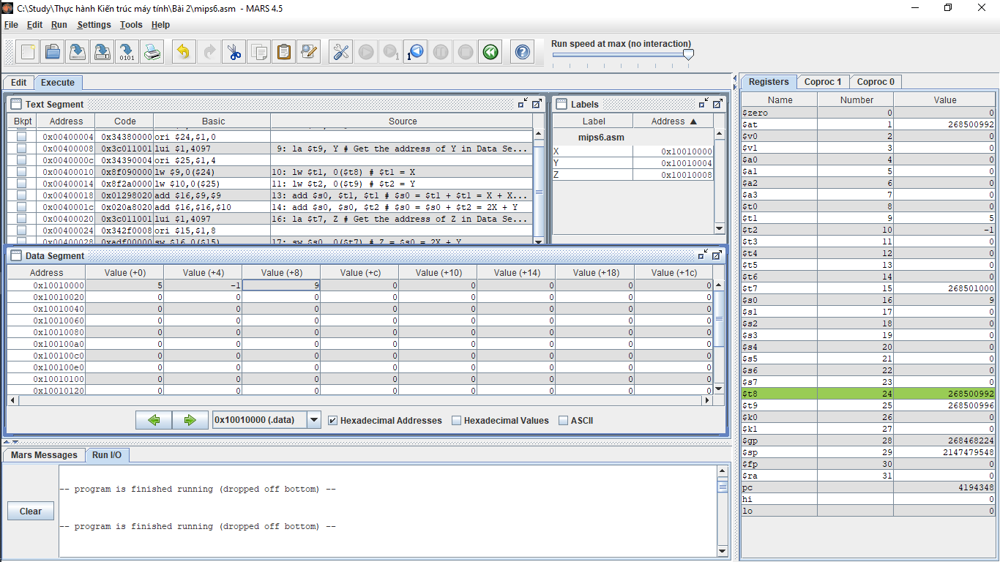 C:\Study\Thực hành Kiến trúc máy tính\Bài 2\mips6.asm - MARS 4.5
File Edit Run Settings Tools Help
Run speed at max (no interaction)
Edit Execute
Text Segment
Bkpt Address Code Basic Source
0x00400004 0x34380000 ori $24,$1,0
0x00400008 0x3c011001 lui $1,4097 9: la $t9, Y # Get the address of Y in Data Se...
0x0040000c 0x34390004 ori $25,$1,4
0x00400010 0x8f090000 lw $9,0($24) 10: lw $t1, 0($t8) # $t1 = X
0x00400014 0x8f2a0000 lw $10,0($25) 11: lw $t2, 0($t9) # $t2 = Y
0x00400018 0x01298020 add $16,$9,$9 13: add $s0, $t1, $t1 # $s0 = $t1 + $t1 = X + X...
0x0040001c 0x020a8020 add $16,$16,$10 14: add $s0, $s0, $t2 # $s0 = $s0 + $t2 = 2X + Y
0x00400020 0x3c011001 lui $1,4097 16: la $t7, Z # Get the address of Z in Data Se...
0x00400024 0x342f0008 ori $15,$1,8
0x00400028 0xadf00000 sw $16,0($15) 17: sw $s0, 0($t7) # Z = $s0 = 2X + Y
Labels
Label Address ▲
mips6.asm
X 0x10010000
Y 0x10010004
Z 0x10010008
Data Segment
Address Value (+0) Value (+4) Value (+8) Value (+c) Value (+10) Value (+14) Value (+18) Value (+1c)
0x10010000 5 -1 9 0 0 0 0 0
0x10010020 0 0 0 0 0 0 0 0
0x10010040 0 0 0 0 0 0 0 0
0x10010060 0 0 0 0 0 0 0 0
0x10010080 0 0 0 0 0 0 0 0
0x100100a0 0 0 0 0 0 0 0 0
0x100100c0 0 0 0 0 0 0 0 0
0x100100e0 0 0 0 0 0 0 0 0
0x10010100 0 0 0 0 0 0 0 0
0x10010120 0 0 0 0 0 0 0 0
0x10010000 (.data) Hexadecimal Addresses Hexadecimal Values ASCII
Mars Messages Run I/O
-- program is finished running (dropped off bottom) --
Clear
-- program is finished running (dropped off bottom) --
Registers Coproc 1 Coproc 0
Name Number Value
$zero 0 0
$at 1 268500992
$v0 2 0
$v1 3 0
$a0 4 0
$a1 5 0
$a2 6 0
$a3 7 0
$t0 8 0
$t1 9 5
$t2 10 -1
$t3 11 0
$t4 12 0
$t5 13 0
$t6 14 0
$t7 15 268501000
$s0 16 9
$s1 17 0
$s2 18 0
$s3 19 0
$s4 20 0
$s5 21 0
$s6 22 0
$s7 23 0
$t8 24 268500992
$t9 25 268500996
$k0 26 0
$k1 27 0
$gp 28 268468224
$sp 29 2147479548
$fp 30 0
$ra 31 0
pc 4194348
hi 0
lo 0